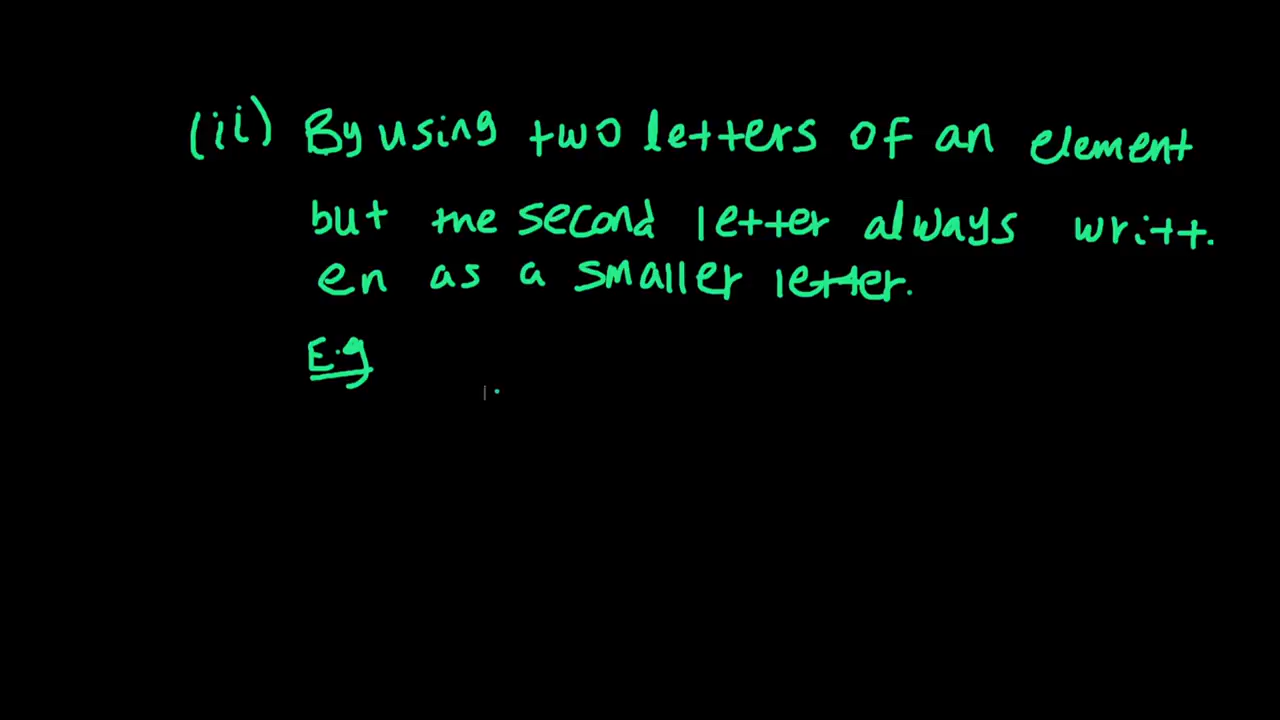 (ii) By using two letters of an element
but the second letter always writt.
en as a smaller letter.
E.g